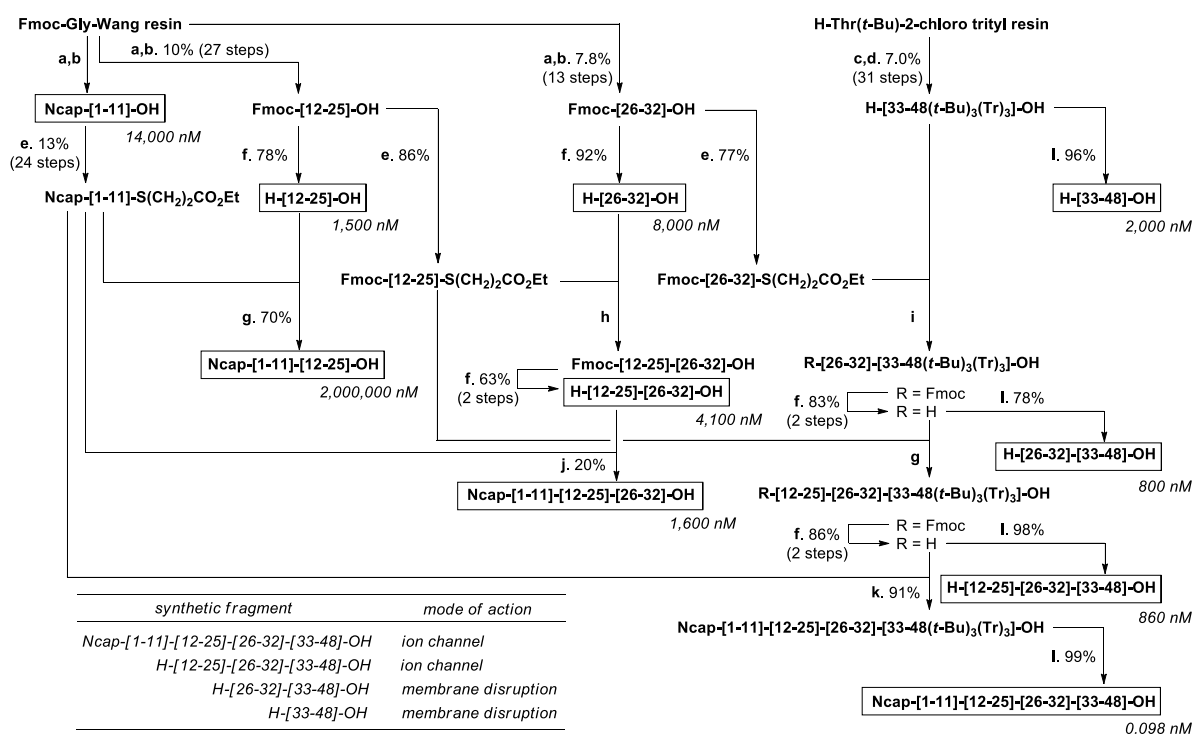 Fmoc-Gly-Wang resin
H-Thr(t-Bu)-2-chloro trityl resin
a,b
a,b. 10% (27 steps)
a,b. 7.8%
(13 steps)
c,d. 7.0%
(31 steps)
Ncap-[1-11]-OH
14,000 nM
Fmoc-[12-25]-OH
Fmoc-[26-32]-OH
H-[33-48(t-Bu)3(Tr)3]-OH
e. 13%
(24 steps)
f. 78%
e. 86%
f. 92%
e. 77%
l. 96%
Ncap-[1-11]-S(CH2)2CO2Et
H-[12-25]-OH
1,500 nM
H-[26-32]-OH
8,000 nM
H-[33-48]-OH
2,000 nM
Fmoc-[12-25]-S(CH2)2CO2Et
Fmoc-[26-32]-S(CH2)2CO2Et
g. 70%
h
i
Ncap-[1-11]-[12-25]-OH
2,000,000 nM
Fmoc-[12-25]-[26-32]-OH
f. 63%
(2 steps)
H-[12-25]-[26-32]-OH
4,100 nM
R-[26-32]-[33-48(t-Bu)3(Tr)3]-OH
f. 83%
(2 steps)
R = Fmoc
R = H
l. 78%
H-[26-32]-[33-48]-OH
800 nM
j. 20%
g
Ncap-[1-11]-[12-25]-[26-32]-OH
1,600 nM
R-[12-25]-[26-32]-[33-48(t-Bu)3(Tr)3]-OH
f. 86%
(2 steps)
R = Fmoc
R = H
l. 98%
H-[12-25]-[26-32]-[33-48]-OH
860 nM
k. 91%
Ncap-[1-11]-[12-25]-[26-32]-[33-48(t-Bu)3(Tr)3]-OH
l. 99%
Ncap-[1-11]-[12-25]-[26-32]-[33-48]-OH
0.098 nM
synthetic fragment mode of action
Ncap-[1-11]-[12-25]-[26-32]-[33-48]-OH ion channel
H-[12-25]-[26-32]-[33-48]-OH ion channel
H-[26-32]-[33-48]-OH membrane disruption
H-[33-48]-OH membrane disruption